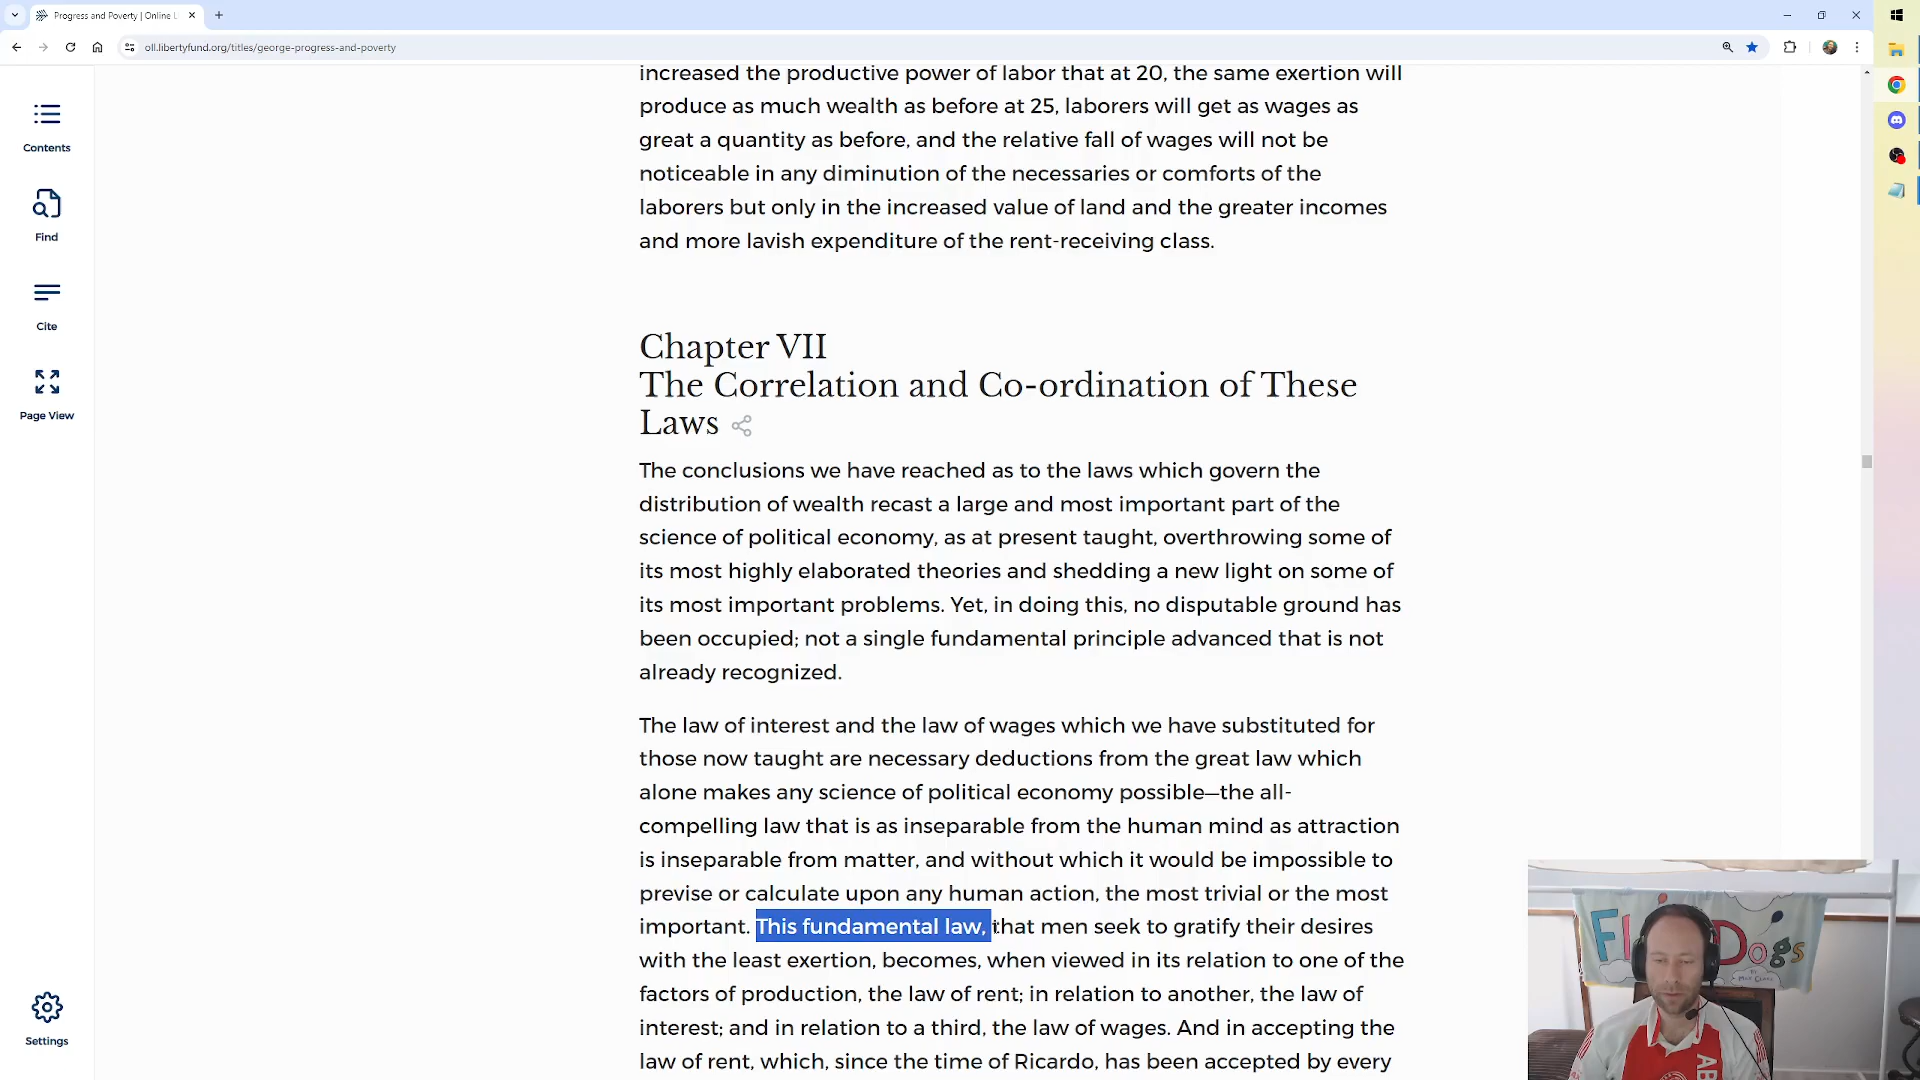 Progress and Poverty | Online L
oll.libertyfund.org/titles/george-progress-and-poverty
Contents
Find
Cite
Page View
Settings
increased the productive power of labor that at 20, the same exertion will
produce as much wealth as before at 25, laborers will get as wages as
great a quantity as before, and the relative fall of wages will not be
noticeable in any diminution of the necessaries or comforts of the
laborers but only in the increased value of land and the greater incomes
and more lavish expenditure of the rent-receiving class.
Chapter VII
The Correlation and Co-ordination of These
Laws
The conclusions we have reached as to the laws which govern the
distribution of wealth recast a large and most important part of the
science of political economy, as at present taught, overthrowing some of
its most highly elaborated theories and shedding a new light on some of
its most important problems. Yet, in doing this, no disputable ground has
been occupied; not a single fundamental principle advanced that is not
already recognized.
The law of interest and the law of wages which we have substituted for
those now taught are necessary deductions from the great law which
alone makes any science of political economy possible—the all-
compelling law that is as inseparable from the human mind as attraction
is inseparable from matter, and without which it would be impossible to
previse or calculate upon any human action, the most trivial or the most
important. This fundamental law, that men seek to gratify their desires
with the least exertion, becomes, when viewed in its relation to one of the
factors of production, the law of rent; in relation to another, the law of
interest; and in relation to a third, the law of wages. And in accepting the
law of rent, which, since the time of Ricardo, has been accepted by every
Dogs